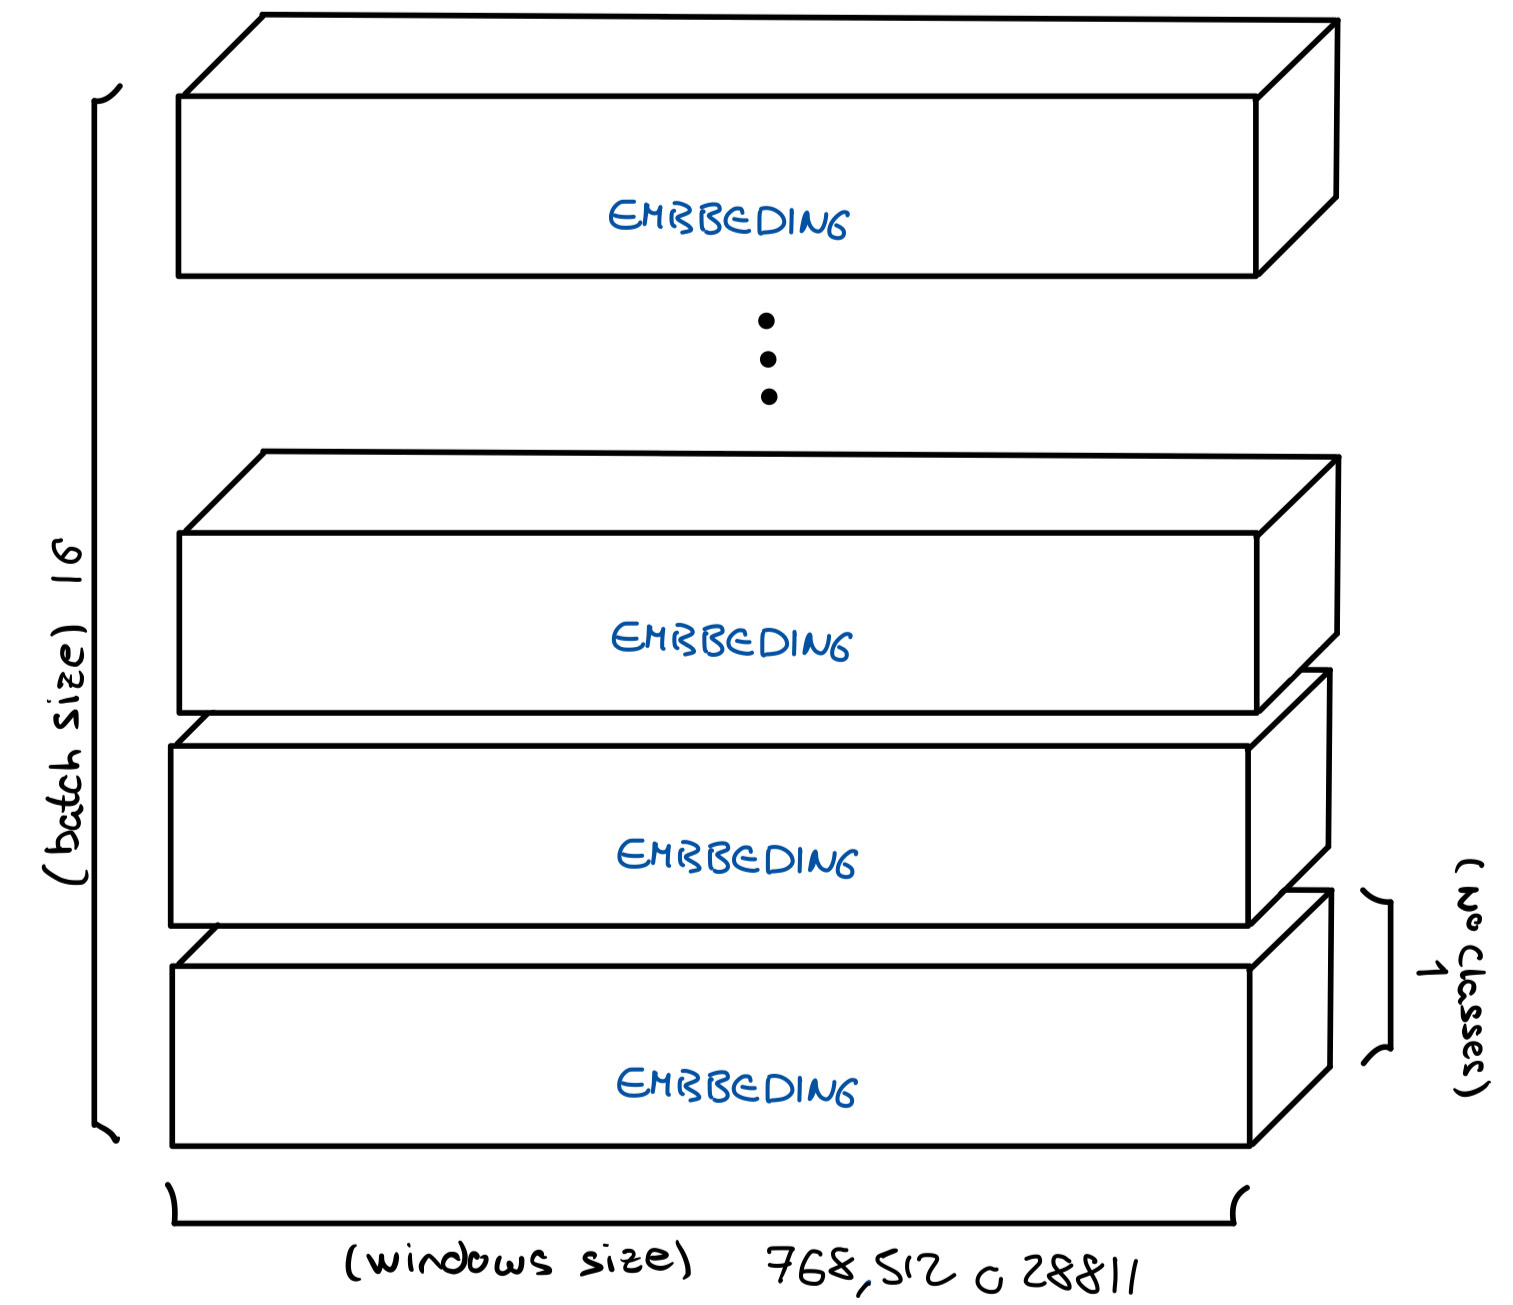 EMBBEDING
EMBBEDING
EMBBEDING
EMBBEDING
(batch size) 16
(No Classes)
1
(windows size) 768,512 o 28811